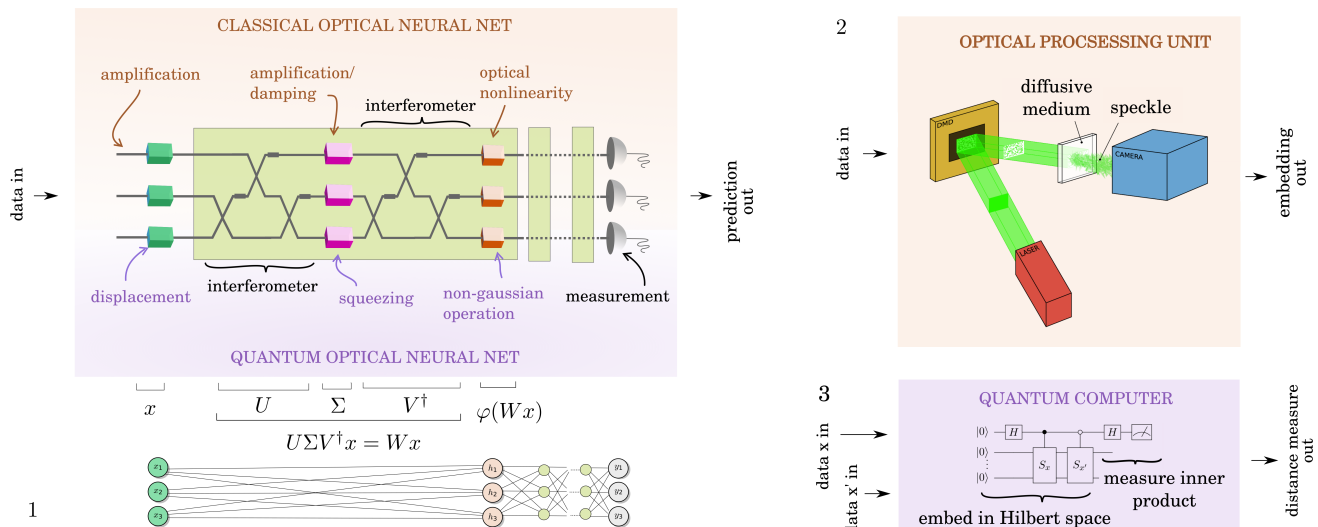 CLASSICAL OPTICAL NEURAL NET
amplification
amplification/
damping
optical
nonlinearity
interferometer
data in
prediction
out
interferometer
displacement
squeezing
non-gaussian
operation
measurement
QUANTUM OPTICAL NEURAL NET
x
U
Σ
V†
φ(Wx)
UΣV†x = Wx
x₁
h₁
y₁
x₂
h₂
y₂
x₃
h₃
y₃
1
2
OPTICAL PROCSESSING UNIT
diffusive
medium
speckle
DMD
CAMERA
LASER
data in
embedding
out
3
QUANTUM COMPUTER
|0⟩ H H
|0⟩
Sx Sx'
|0⟩
data x in
data x' in
measure inner
product
embed in Hilbert space
distance measure
out